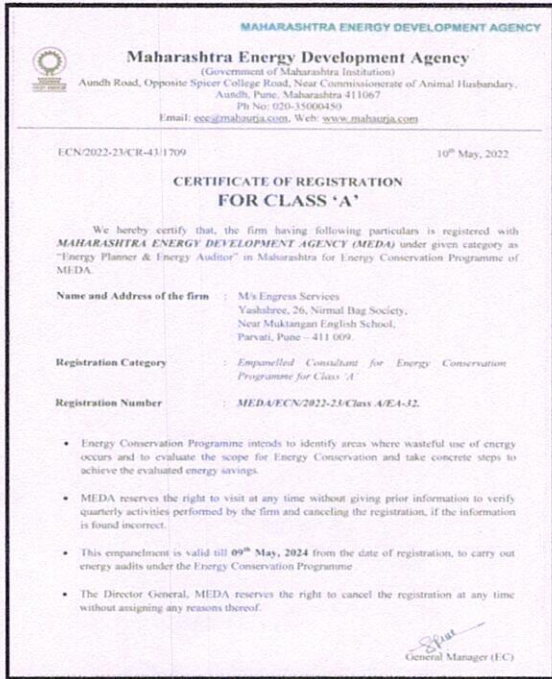 MAHARASHTRA ENERGY DEVELOPMENT AGENCY
Maharashtra Energy Development Agency
(Government of Maharashtra Institution)
Aundh Road, Opposite Spicer College Road, Near Commissionerate of Animal Husbandary,
Aundh, Pune, Maharashtra 411067
Ph No: 020-35000450
Email: eee@mahaurja.com, Web: www.mahaurja.com
ECN/2022-23/CR-43/1709 10th May, 2022
CERTIFICATE OF REGISTRATION
FOR CLASS 'A'
We hereby certify that, the firm having following particulars is registered with
MAHARASHTRA ENERGY DEVELOPMENT AGENCY (MEDA) under given category as
"Energy Planner & Energy Auditor" in Maharashtra for Energy Conservation Programme of
MEDA.
Name and Address of the firm : M/s Engress Services
Yashshree, 26, Nirmal Bag Society,
Near Muktangan English School,
Parvati, Pune – 411 009.
Registration Category : Empanelled Consultant for Energy Conservation
Programme for Class 'A'
Registration Number : MEDA/ECN/2022-23/Class A/EA-32.
• Energy Conservation Programme intends to identify areas where wasteful use of energy
occurs and to evaluate the scope for Energy Conservation and take concrete steps to
achieve the evaluated energy savings.
• MEDA reserves the right to visit at any time without giving prior information to verify
quarterly activities performed by the firm and canceling the registration, if the information
is found incorrect.
• This empanelment is valid till 09th May, 2024 from the date of registration, to carry out
energy audits under the Energy Conservation Programme
• The Director General, MEDA reserves the right to cancel the registration at any time
without assigning any reasons thereof.
General Manager (EC)